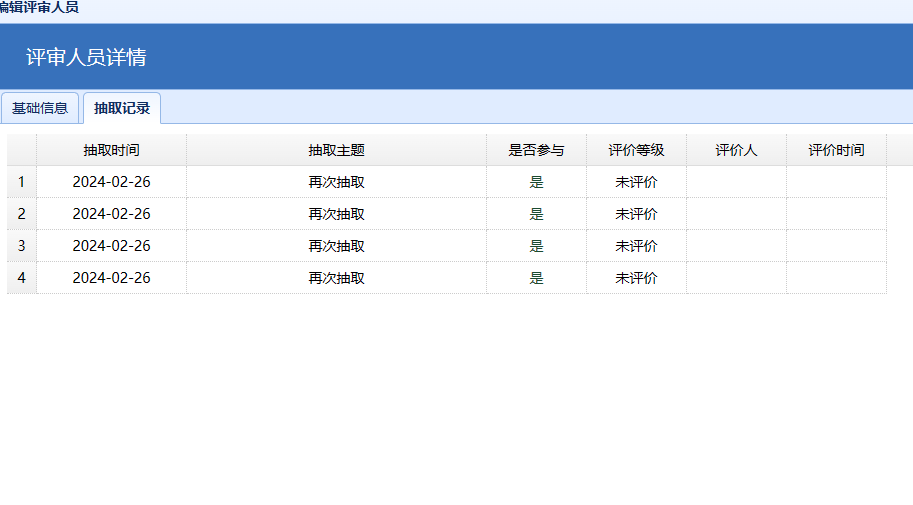 编辑评审人员
评审人员详情
基础信息 抽取记录
抽取时间 抽取主题 是否参与 评价等级 评价人 评价时间
1 2024-02-26 再次抽取 是 未评价
2 2024-02-26 再次抽取 是 未评价
3 2024-02-26 再次抽取 是 未评价
4 2024-02-26 再次抽取 是 未评价